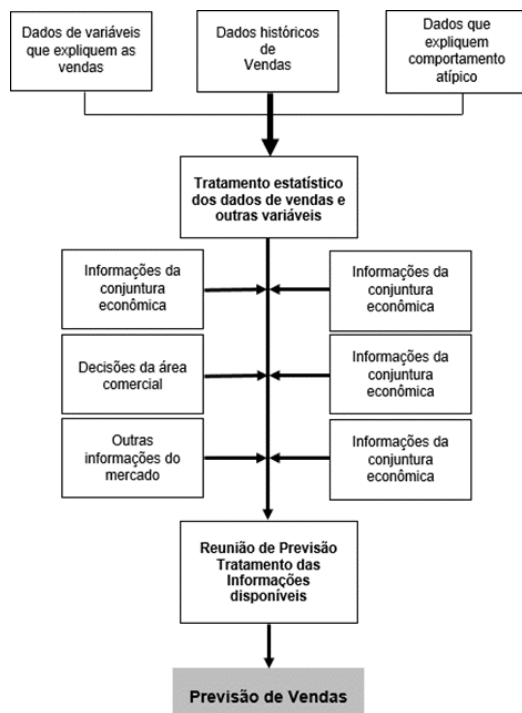 Dados de variáveis
que expliquem as
vendas
Dados históricos
de
Vendas
Dados que
expliquem
comportamento
atípico
Tratamento estatístico
dos dados de vendas e
outras variáveis
Informações da
conjuntura
econômica
Informações da
conjuntura
econômica
Decisões da área
comercial
Informações da
conjuntura
econômica
Outras
informações do
mercado
Informações da
conjuntura
econômica
Reunião de Previsão
Tratamento das
Informações
disponíveis
Previsão de Vendas